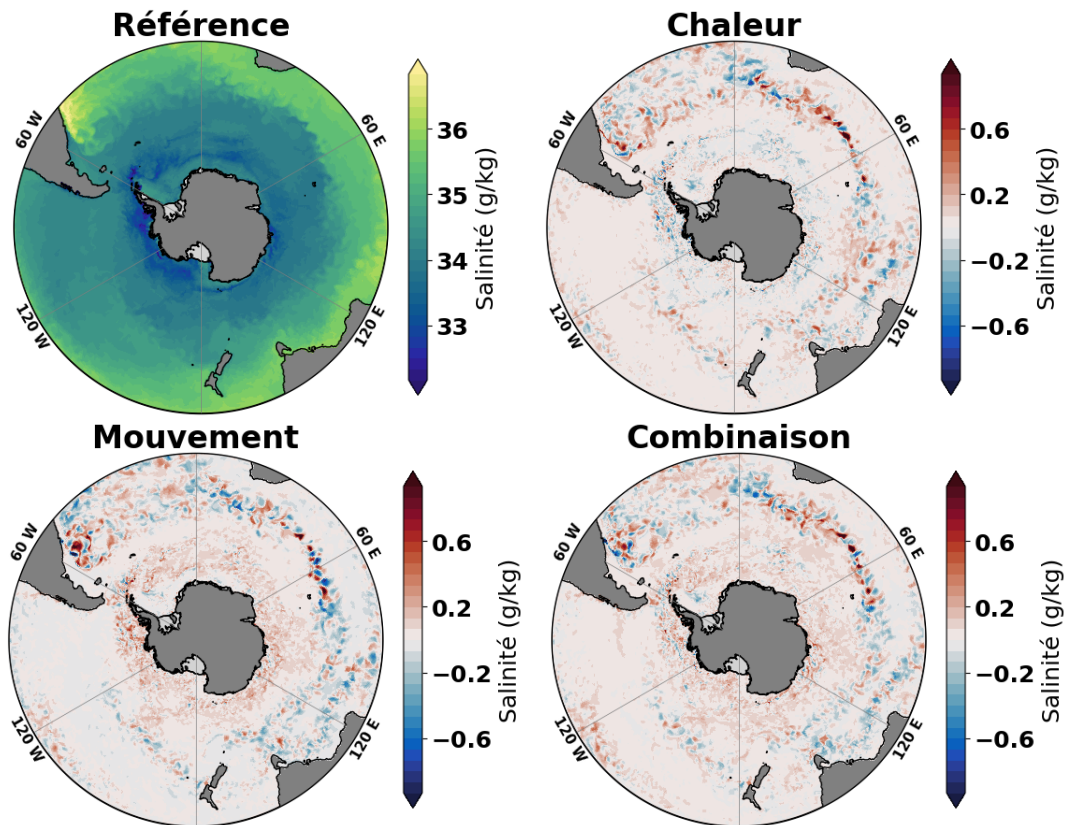 Référence
60 W
60 E
120 W
120 E
36
35
34
33
Salinité (g/kg)
Chaleur
60 W
60 E
120 W
120 E
0.6
0.2
−0.2
−0.6
Salinité (g/kg)
Mouvement
60 W
60 E
120 W
120 E
0.6
0.2
−0.2
−0.6
Salinité (g/kg)
Combinaison
60 W
60 E
120 W
120 E
0.6
0.2
−0.2
−0.6
Salinité (g/kg)